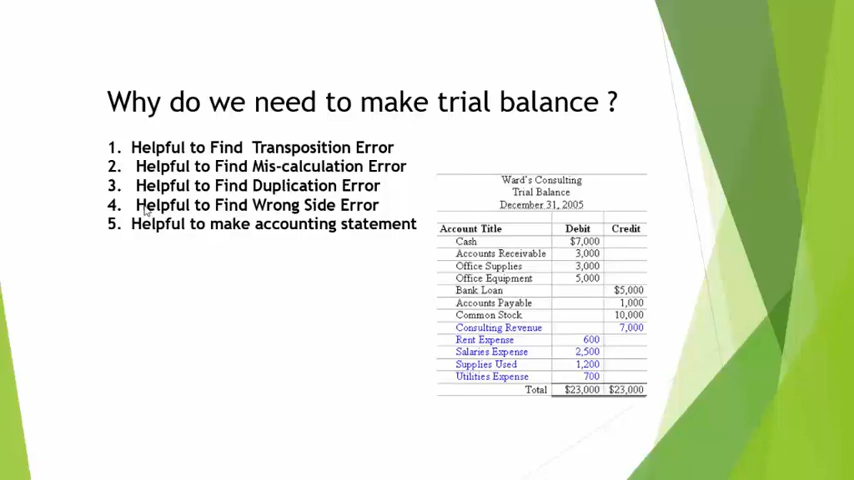 Why do we need to make trial balance ?
1. Helpful to Find Transposition Error
2. Helpful to Find Mis-calculation Error
3. Helpful to Find Duplication Error
4. Helpful to Find Wrong Side Error
5. Helpful to make accounting statement
Ward's Consulting
Trial Balance
December 31, 2005
Account Title Debit Credit
Cash $7,000
Accounts Receivable 3,000
Office Supplies 3,000
Office Equipment 5,000
Bank Loan $5,000
Accounts Payable 1,000
Common Stock 10,000
Consulting Revenue 7,000
Rent Expense 600
Salaries Expense 2,500
Supplies Used 1,200
Utilities Expense 700
Total $23,000 $23,000